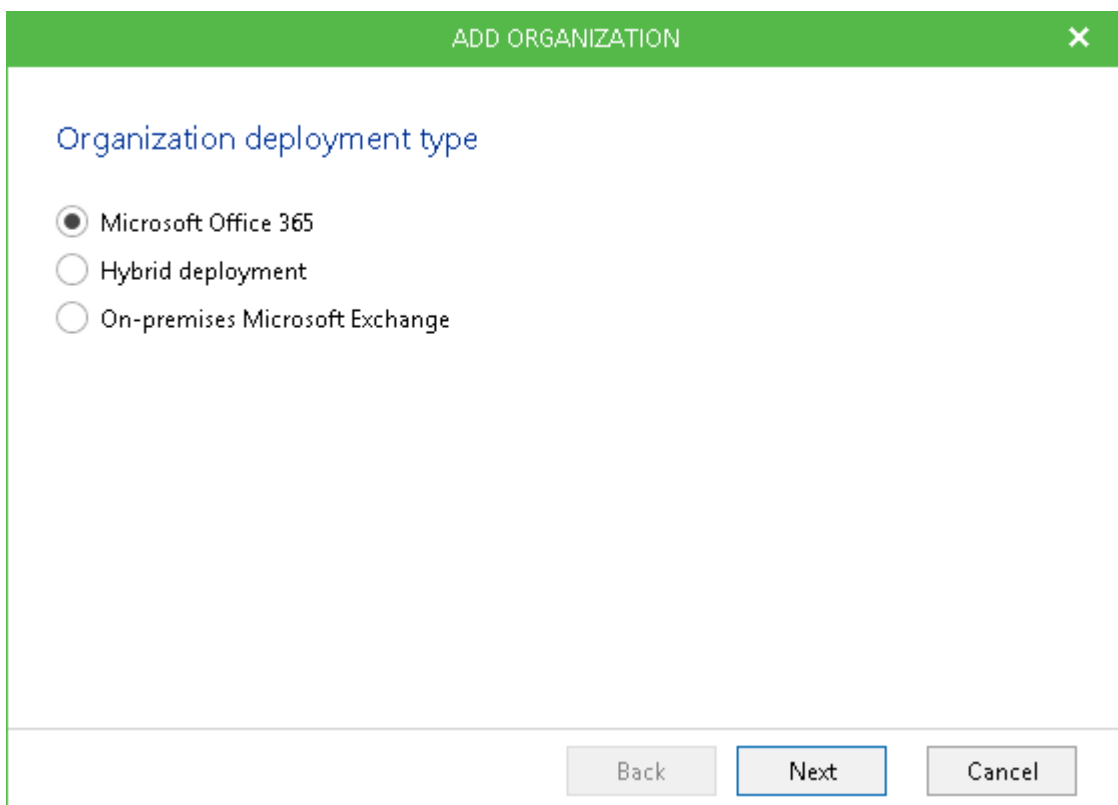 ADD ORGANIZATION
Organization deployment type
Microsoft Office 365
Hybrid deployment
On-premises Microsoft Exchange
Back Next Cancel